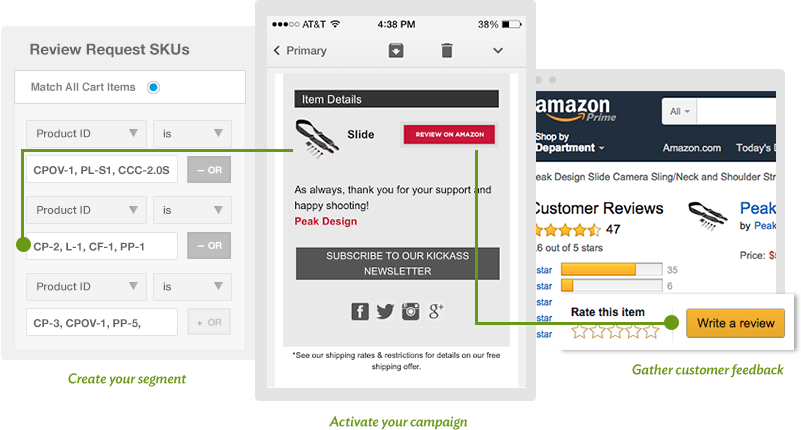 Review Request SKUs
Match All Cart Items
Product ID is
CPOV-1, PL-S1, CCC-2.0S — OR
Product ID is
CP-2, L-1, CF-1, PP-1 — OR
Product ID is
CP-3, CPOV-1, PP-5, + OR
Create your segment
AT&T 4:38 PM 38%
Primary
Item Details
Slide REVIEW ON AMAZON
As always, thank you for your support and
happy shooting!
Peak Design
SUBSCRIBE TO OUR KICKASS
NEWSLETTER
f g+
*See our shipping rates & restrictions for details on our free
shipping offer.
Activate your campaign
amazon
Prime
All
Shop by
Department
Amazon.com Today's D
eak Design Slide Camera Sling/Neck and Shoulder Str
Customer Reviews
47
.6 out of 5 stars
star 35
star 6
star
star
star
Peak
by Peak
Price: $5
Rate this item
Write a review
Gather customer feedback